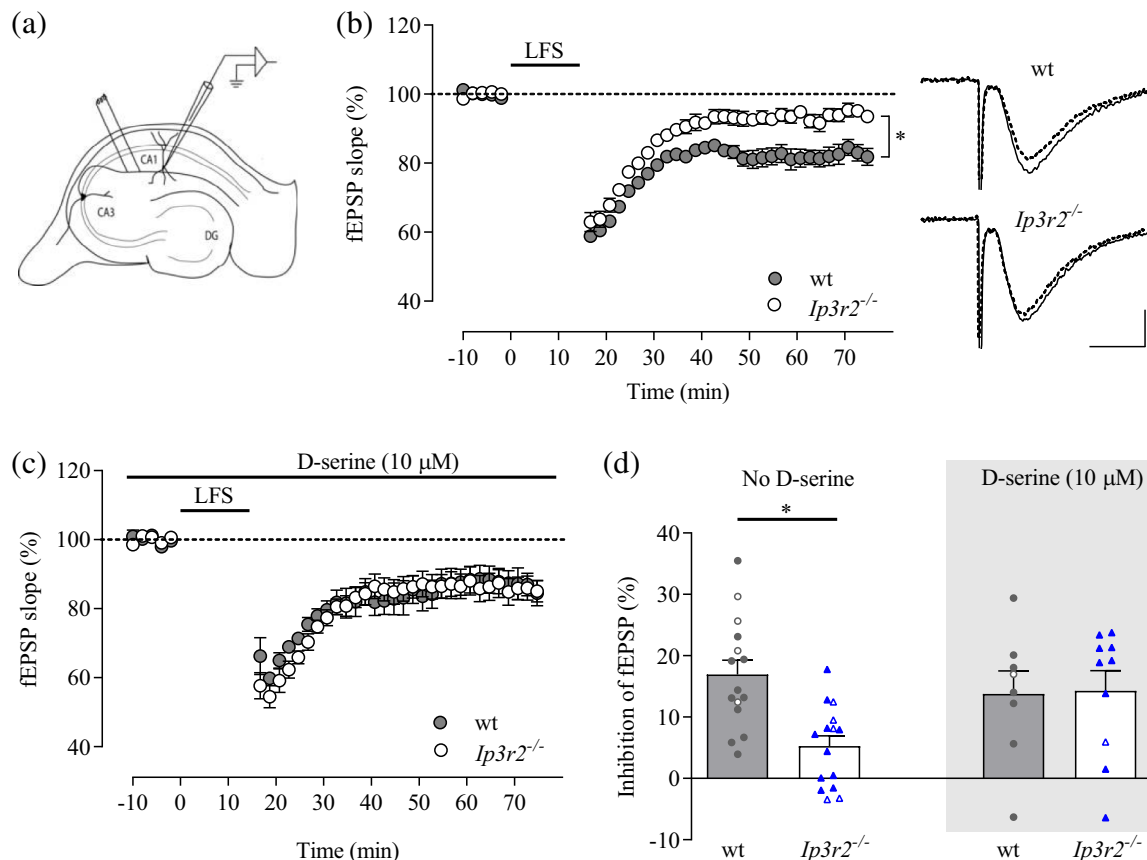 (a)
CA1
CA3
DG
(b)
120
100
80
60
40
fEPSP slope (%)
LFS
*
wt
Ip3r2-/-
-10 0 10 20 30 40 50 60 70
Time (min)
wt
Ip3r2-/-
(c)
D-serine (10 μM)
LFS
120
100
80
60
40
fEPSP slope (%)
wt
Ip3r2-/-
-10 0 10 20 30 40 50 60 70
Time (min)
(d)
No D-serine
D-serine (10 μM)
*
40
30
20
10
0
-10
Inhibition of fEPSP (%)
wt Ip3r2-/- wt Ip3r2-/-